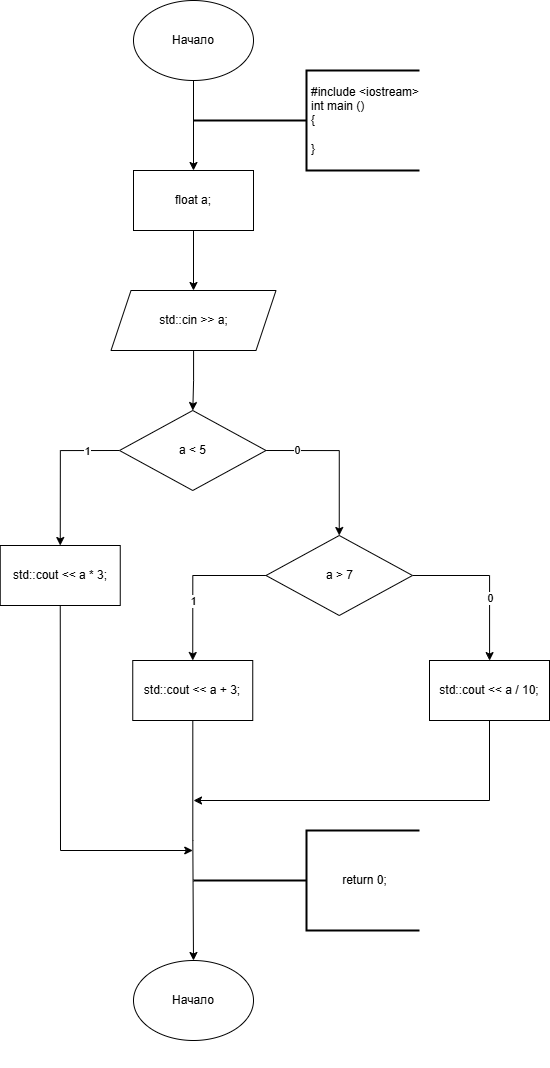 Начало
#include <iostream>
int main ()
{
}
float a;
std::cin >> a;
a < 5
1
0
std::cout << a * 3;
a > 7
1
0
std::cout << a + 3;
std::cout << a / 10;
return 0;
Начало